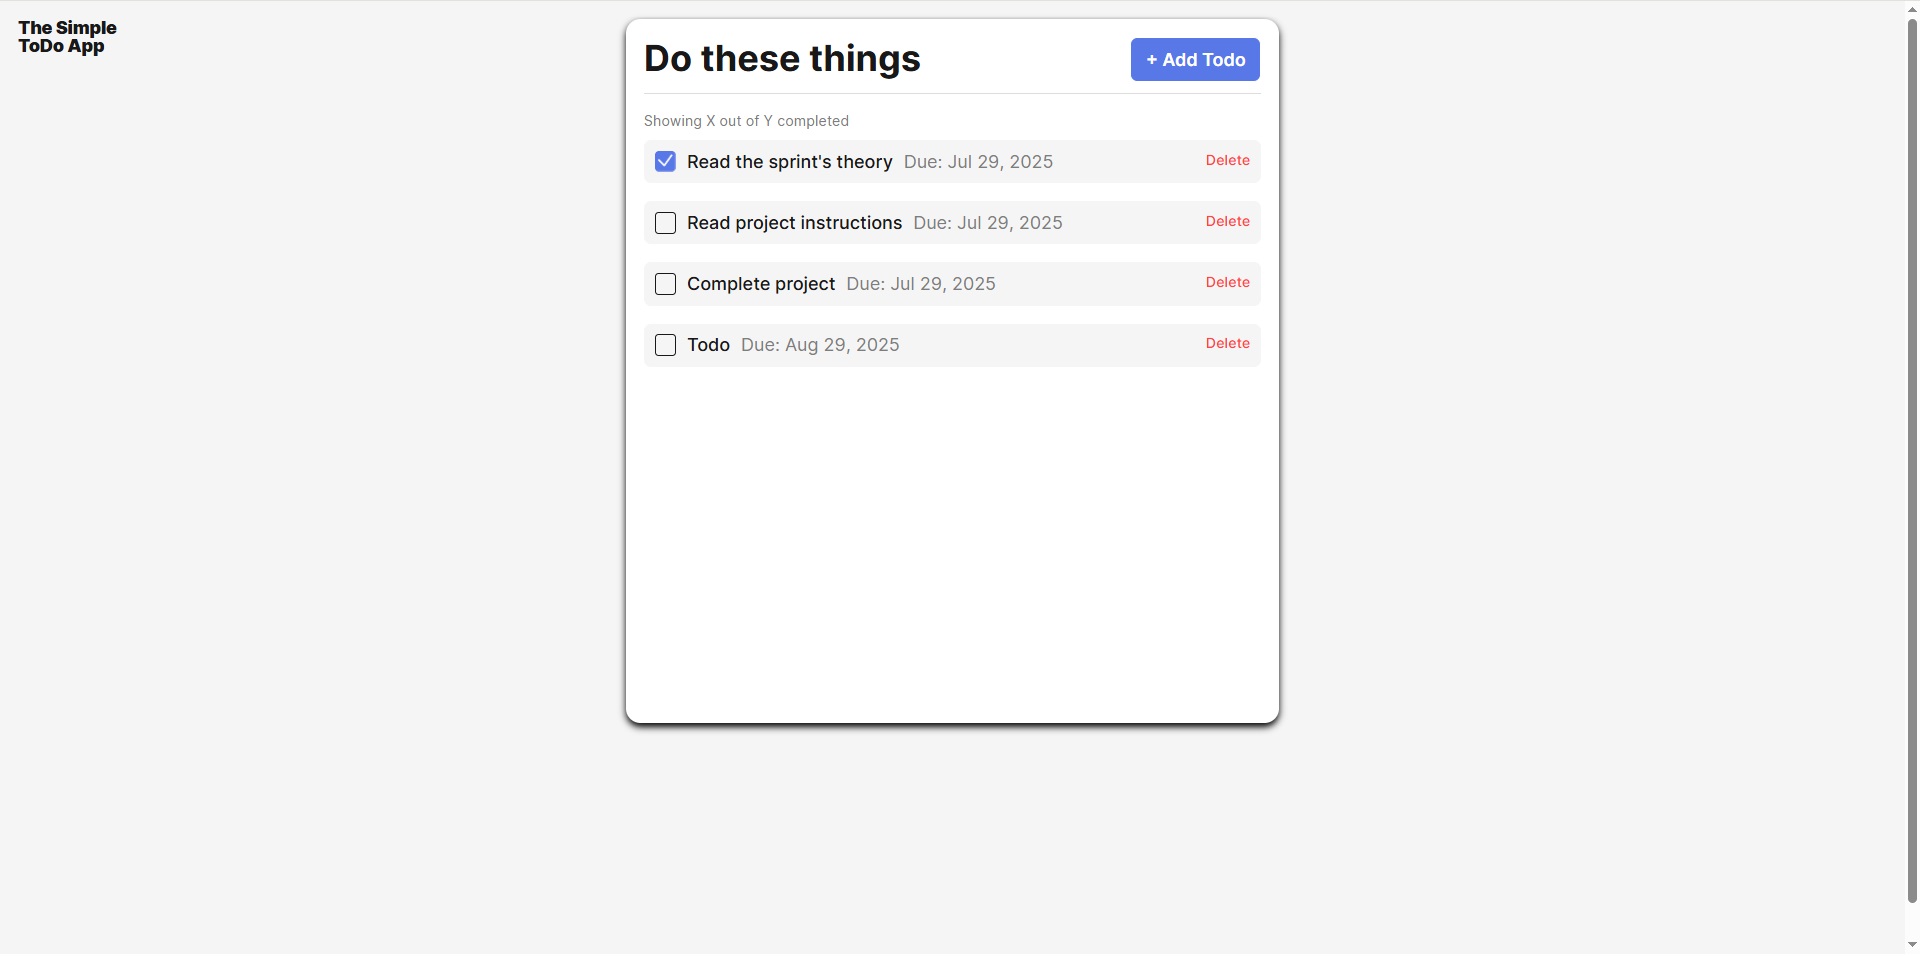 The Simple
ToDo App
Do these things
+ Add Todo
Showing X out of Y completed
Read the sprint's theory Due: Jul 29, 2025 Delete
Read project instructions Due: Jul 29, 2025 Delete
Complete project Due: Jul 29, 2025 Delete
Todo Due: Aug 29, 2025 Delete